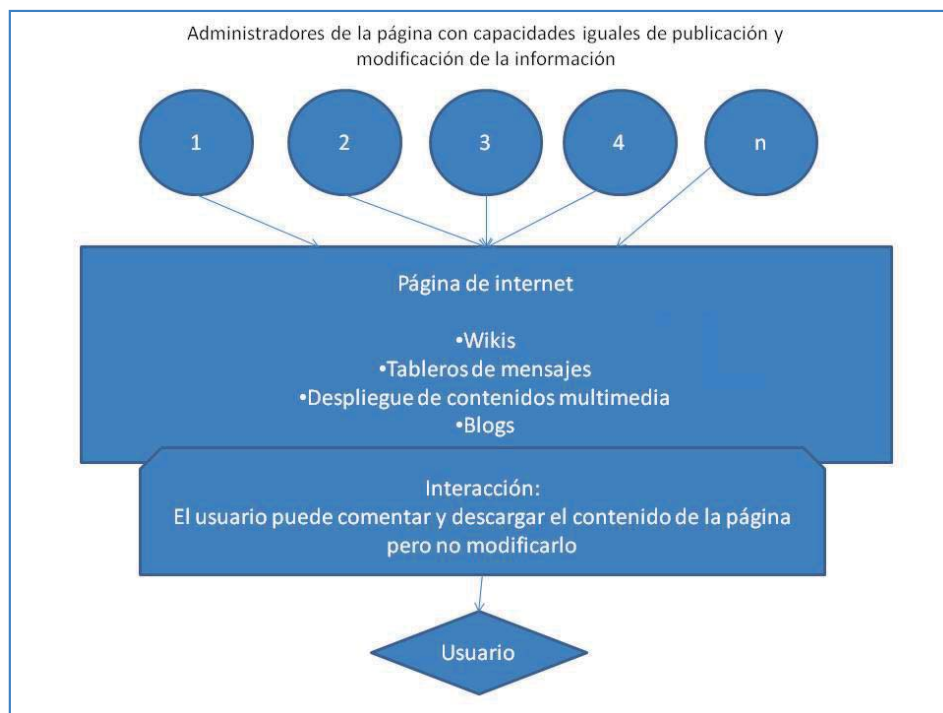 Administradores de la página con capacidades iguales de publicación y
modificación de la información
1 2 3 4 n
Página de internet
•Wikis
•Tableros de mensajes
•Despliegue de contenidos multimedia
•Blogs
Interacción:
El usuario puede comentar y descargar el contenido de la página
pero no modificarlo
Usuario